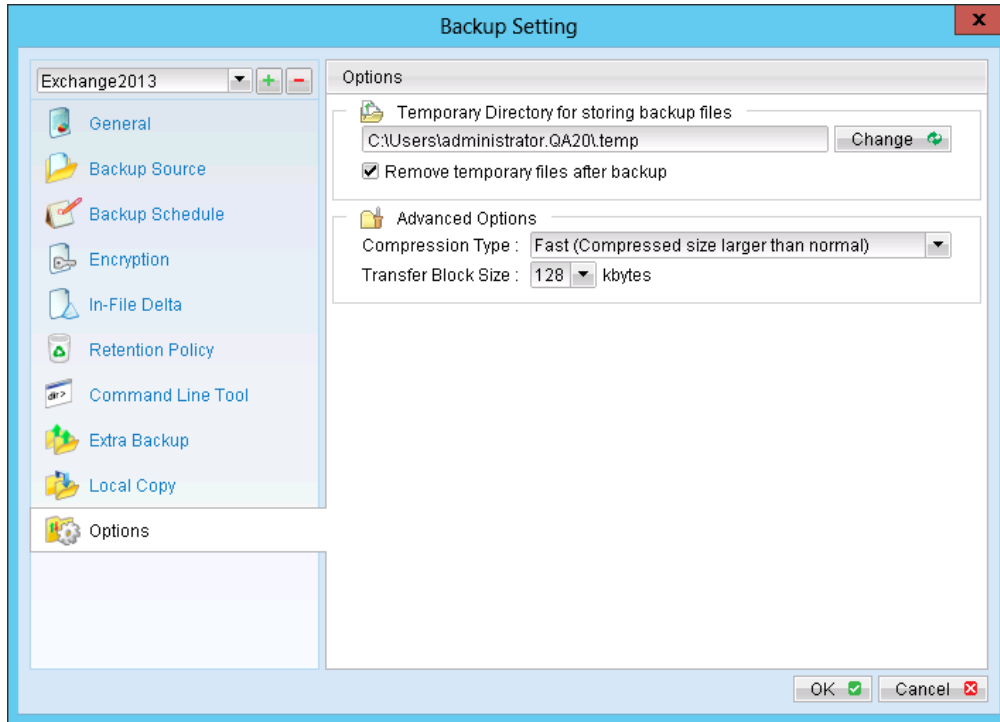 Backup Setting
x
Exchange2013
General
Backup Source
Backup Schedule
Encryption
In-File Delta
Retention Policy
Command Line Tool
Extra Backup
Local Copy
Options
Options
Temporary Directory for storing backup files
C:\Users\administrator.QA20\.temp
Change
Remove temporary files after backup
Advanced Options
Compression Type : Fast (Compressed size larger than normal)
Transfer Block Size : 128 kbytes
OK
Cancel